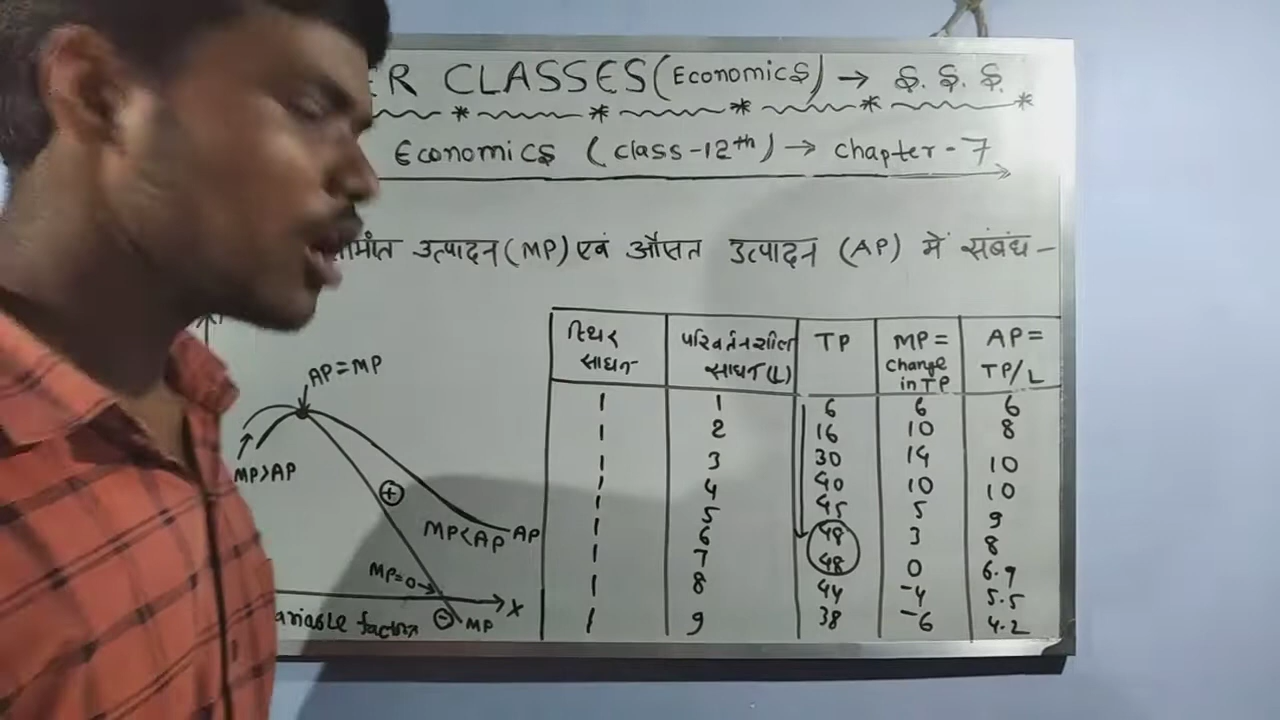 ER CLASSES (Economics) → S. S. S.
Economics (class-12th) → chapter-7
उत्पादन (MP) एवं औसत उत्पादन (AP) में संबंध -
AP=MP
MP>AP
+
MP<AP
AP
MP=0
X
-
MP
factors
स्थिर साधन | परिवर्तनशील साधन (L) | TP | MP = change in TP | AP = TP/L
1 | 1 | 6 | 6 | 6
1 | 2 | 16 | 10 | 8
1 | 3 | 30 | 14 | 10
1 | 4 | 40 | 10 | 10
1 | 5 | 45 | 5 | 9
1 | 6 | 48 | 3 | 8
1 | 7 | 48 | 0 | 6.9
1 | 8 | 44 | -4 | 5.5
1 | 9 | 38 | -6 | 4.2